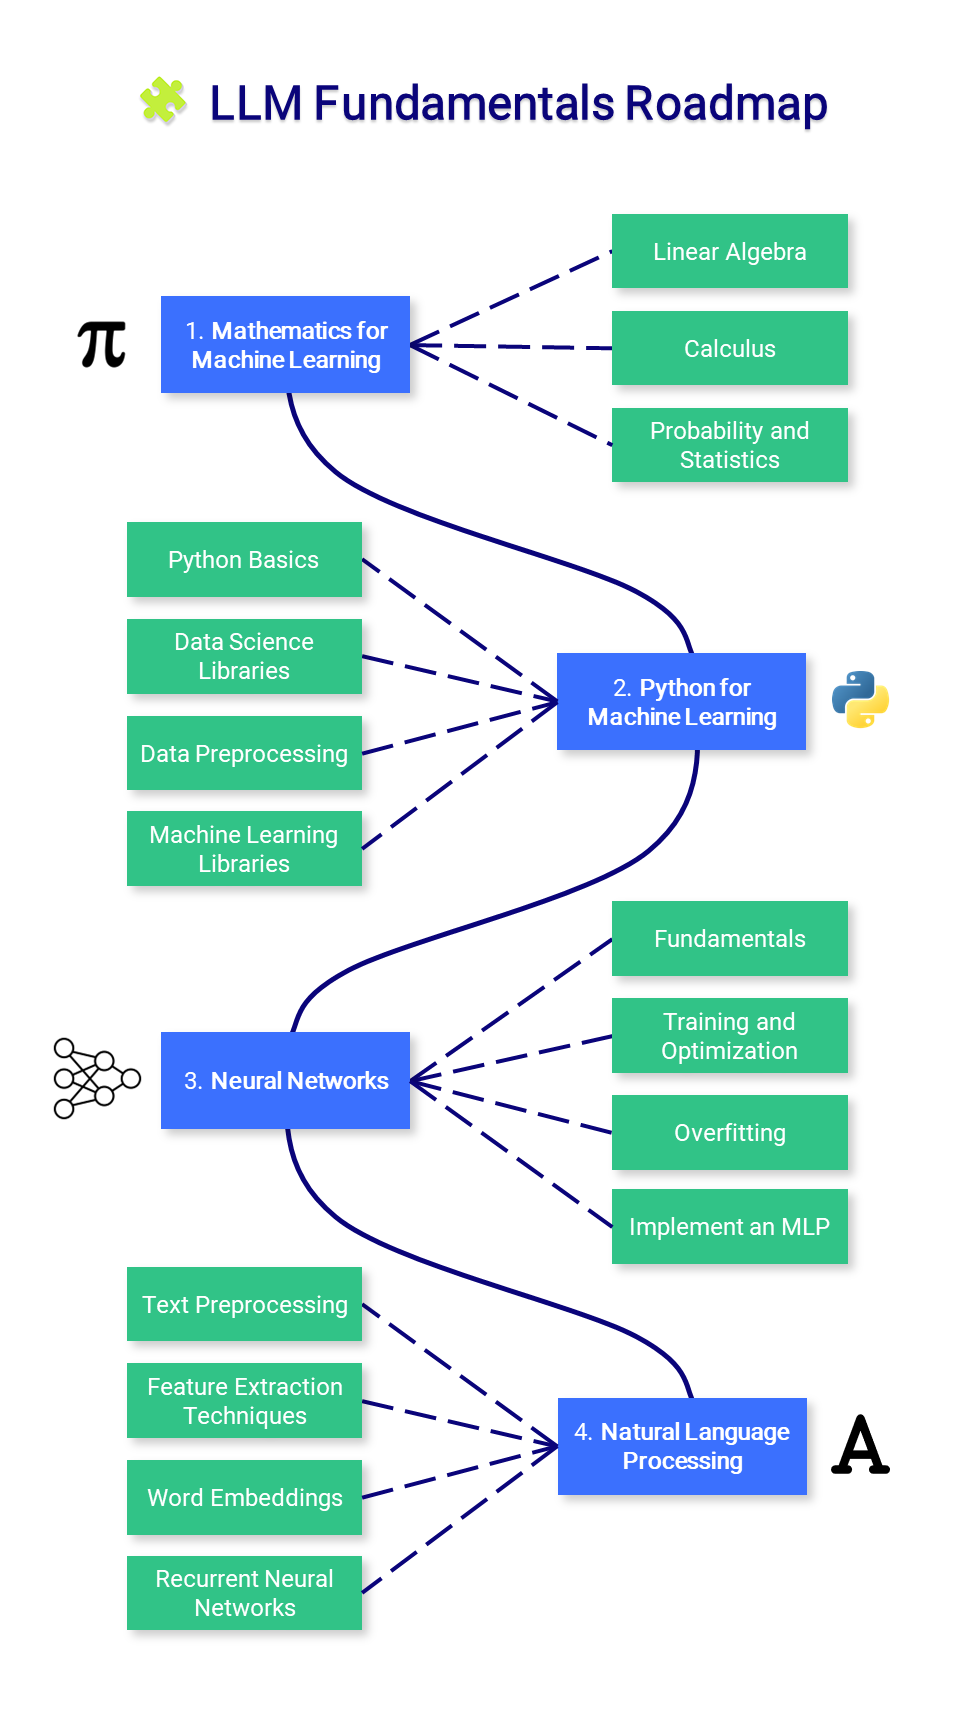 LLM Fundamentals Roadmap
Linear Algebra
1. Mathematics for
Machine Learning
Calculus
Probability and
Statistics
Python Basics
Data Science
Libraries
2. Python for
Machine Learning
Data Preprocessing
Machine Learning
Libraries
Fundamentals
Training and
Optimization
3. Neural Networks
Overfitting
Implement an MLP
Text Preprocessing
Feature Extraction
Techniques
4. Natural Language
Processing
Word Embeddings
Recurrent Neural
Networks